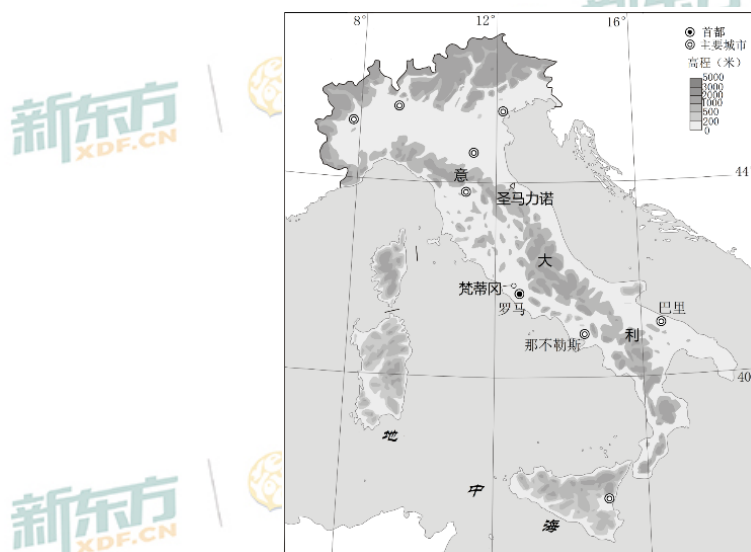 8° 12° 16°
首都
主要城市
高程（米）
5000
3000
2000
1000
500
200
0
新东方
XDF.CN
意
44
圣马力诺
大
梵蒂冈
罗马
巴里
利
那不勒斯
40
地
中
海
新东方
XDF.CN